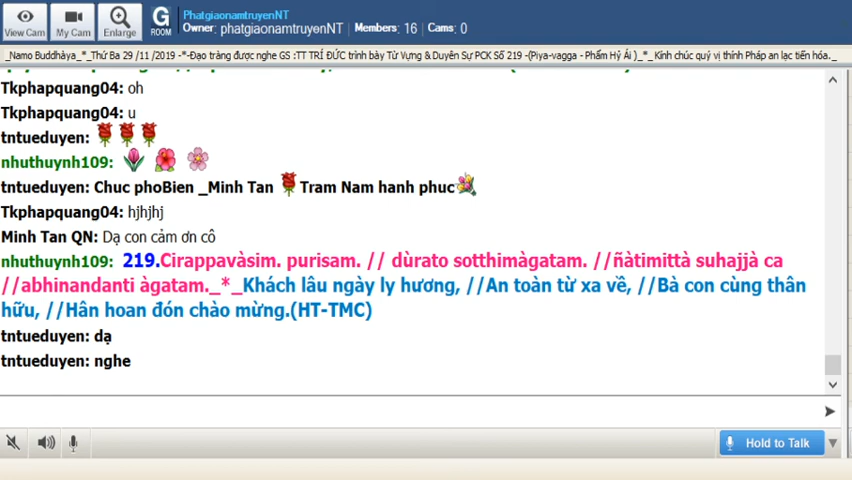 View Cam
My Cam
Enlarge
G
ROOM
PhatgiaonamtruyenNT
Owner: phatgiaonamtruyenNT Members: 16 Cams: 0
_Namo Buddhàya_*_Thứ Ba 29 /11 /2019 -*-Đạo tràng được nghe GS :TT TRÍ ĐỨC trình bày Từ Vựng & Duyên Sự PCK Số 219 -(Piya-vagga - Phẩm Hỷ Ái )_*_ Kính chúc quý vị thính Pháp an lạc tiến hóa._
Tkphapquang04: oh
Tkphapquang04: u
tntueduyen:
nhuthuynh109:
tntueduyen: Chuc phoBien _Minh Tan Tram Nam hanh phuc
Tkphapquang04: hjhjhj
Minh Tan QN: Dạ con cảm ơn cô
nhuthuynh109: 219.Cirappavàsim. purisam. // dùrato sotthimàgatam. //ñàtimittà suhajjà ca
//abhinandanti àgatam._*_Khách lâu ngày ly hương, //An toàn từ xa về, //Bà con cùng thân
hữu, //Hân hoan đón chào mừng.(HT-TMC)
tntueduyen: dạ
tntueduyen: nghe
Hold to Talk